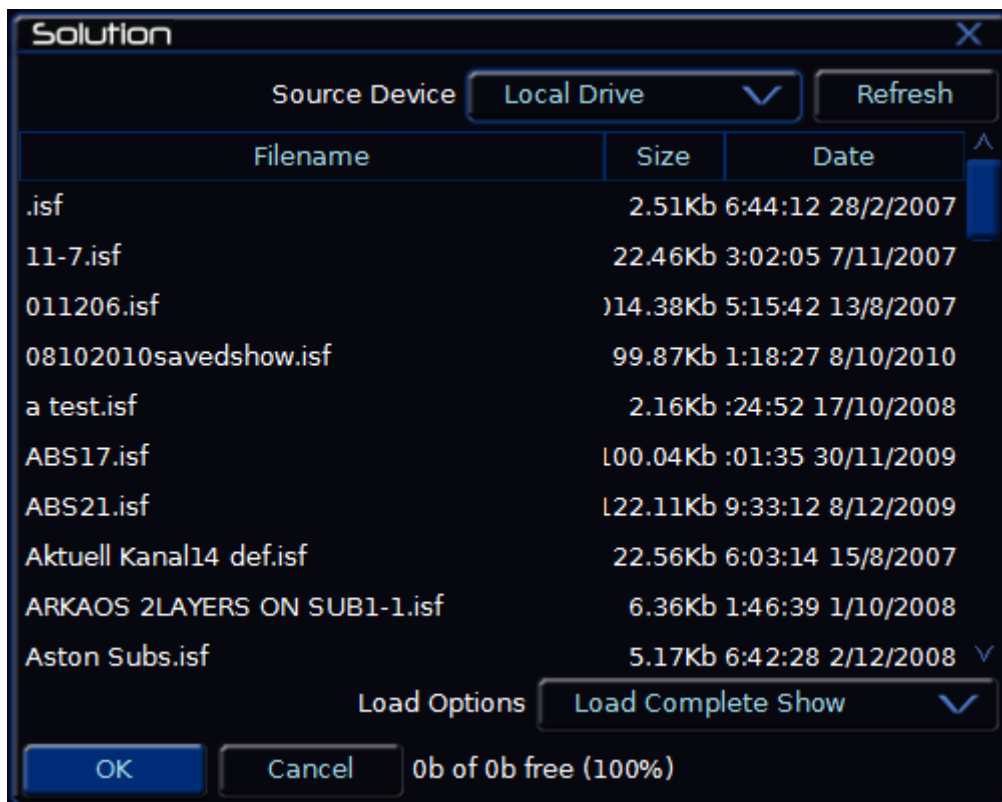 Solution
Source Device Local Drive Refresh
Filename Size Date
.isf 2.51Kb 6:44:12 28/2/2007
11-7.isf 22.46Kb 3:02:05 7/11/2007
011206.isf 014.38Kb 5:15:42 13/8/2007
08102010savedshow.isf 99.87Kb 1:18:27 8/10/2010
a test.isf 2.16Kb :24:52 17/10/2008
ABS17.isf 100.04Kb :01:35 30/11/2009
ABS21.isf 122.11Kb 9:33:12 8/12/2009
Aktuell Kanal14 def.isf 22.56Kb 6:03:14 15/8/2007
ARKAOS 2LAYERS ON SUB1-1.isf 6.36Kb 1:46:39 1/10/2008
Aston Subs.isf 5.17Kb 6:42:28 2/12/2008
Load Options Load Complete Show
OK Cancel 0b of 0b free (100%)